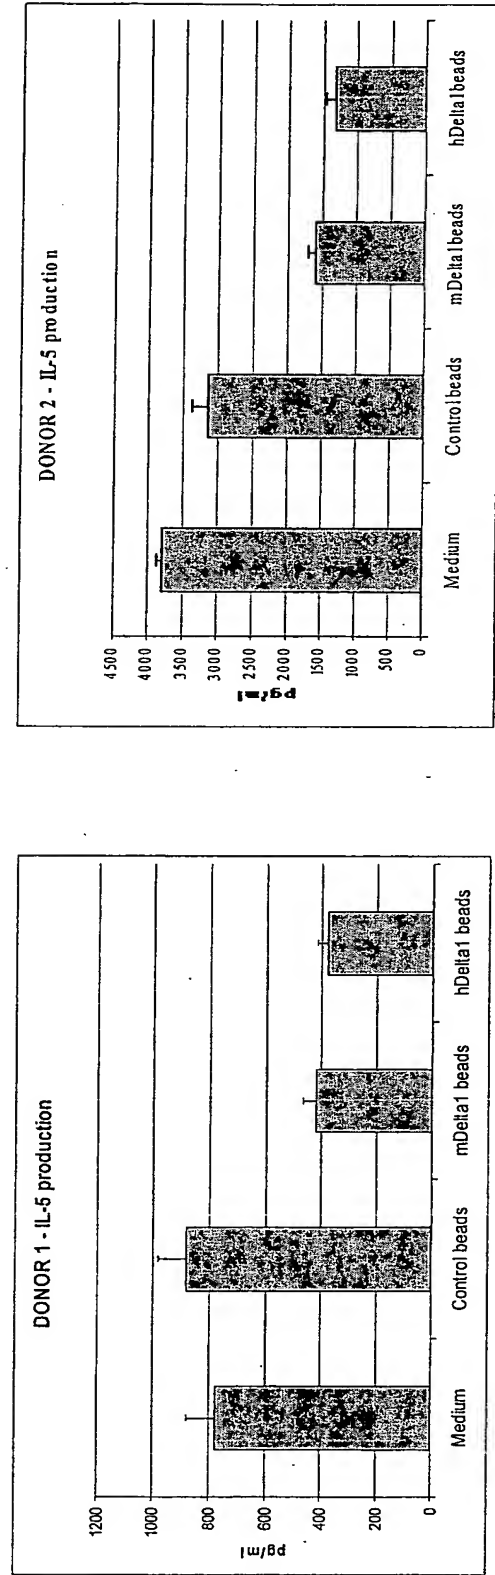 DONOR 1 - IL-5 production
pg/ml
1200
1000
800
600
400
200
0
Medium
Control beads
mDelta1 beads
hDelta1 beads
DONOR 2 - IL-5 production
pg/ml
4500
4000
3500
3000
2500
2000
1500
1000
500
0
Medium
Control beads
mDelta1beads
hDelta1beads